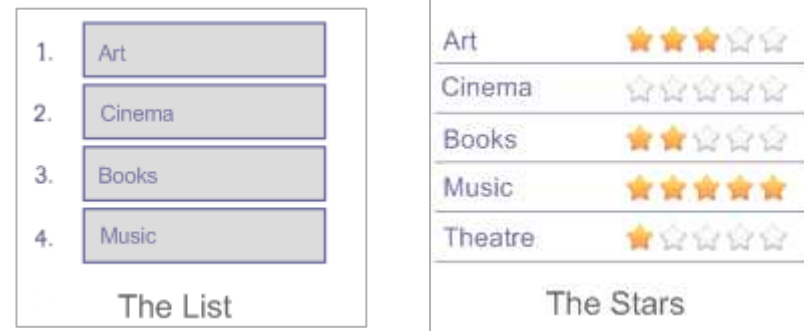 1. Art
2. Cinema
3. Books
4. Music
The List
Art
Cinema
Books
Music
Theatre
The Stars